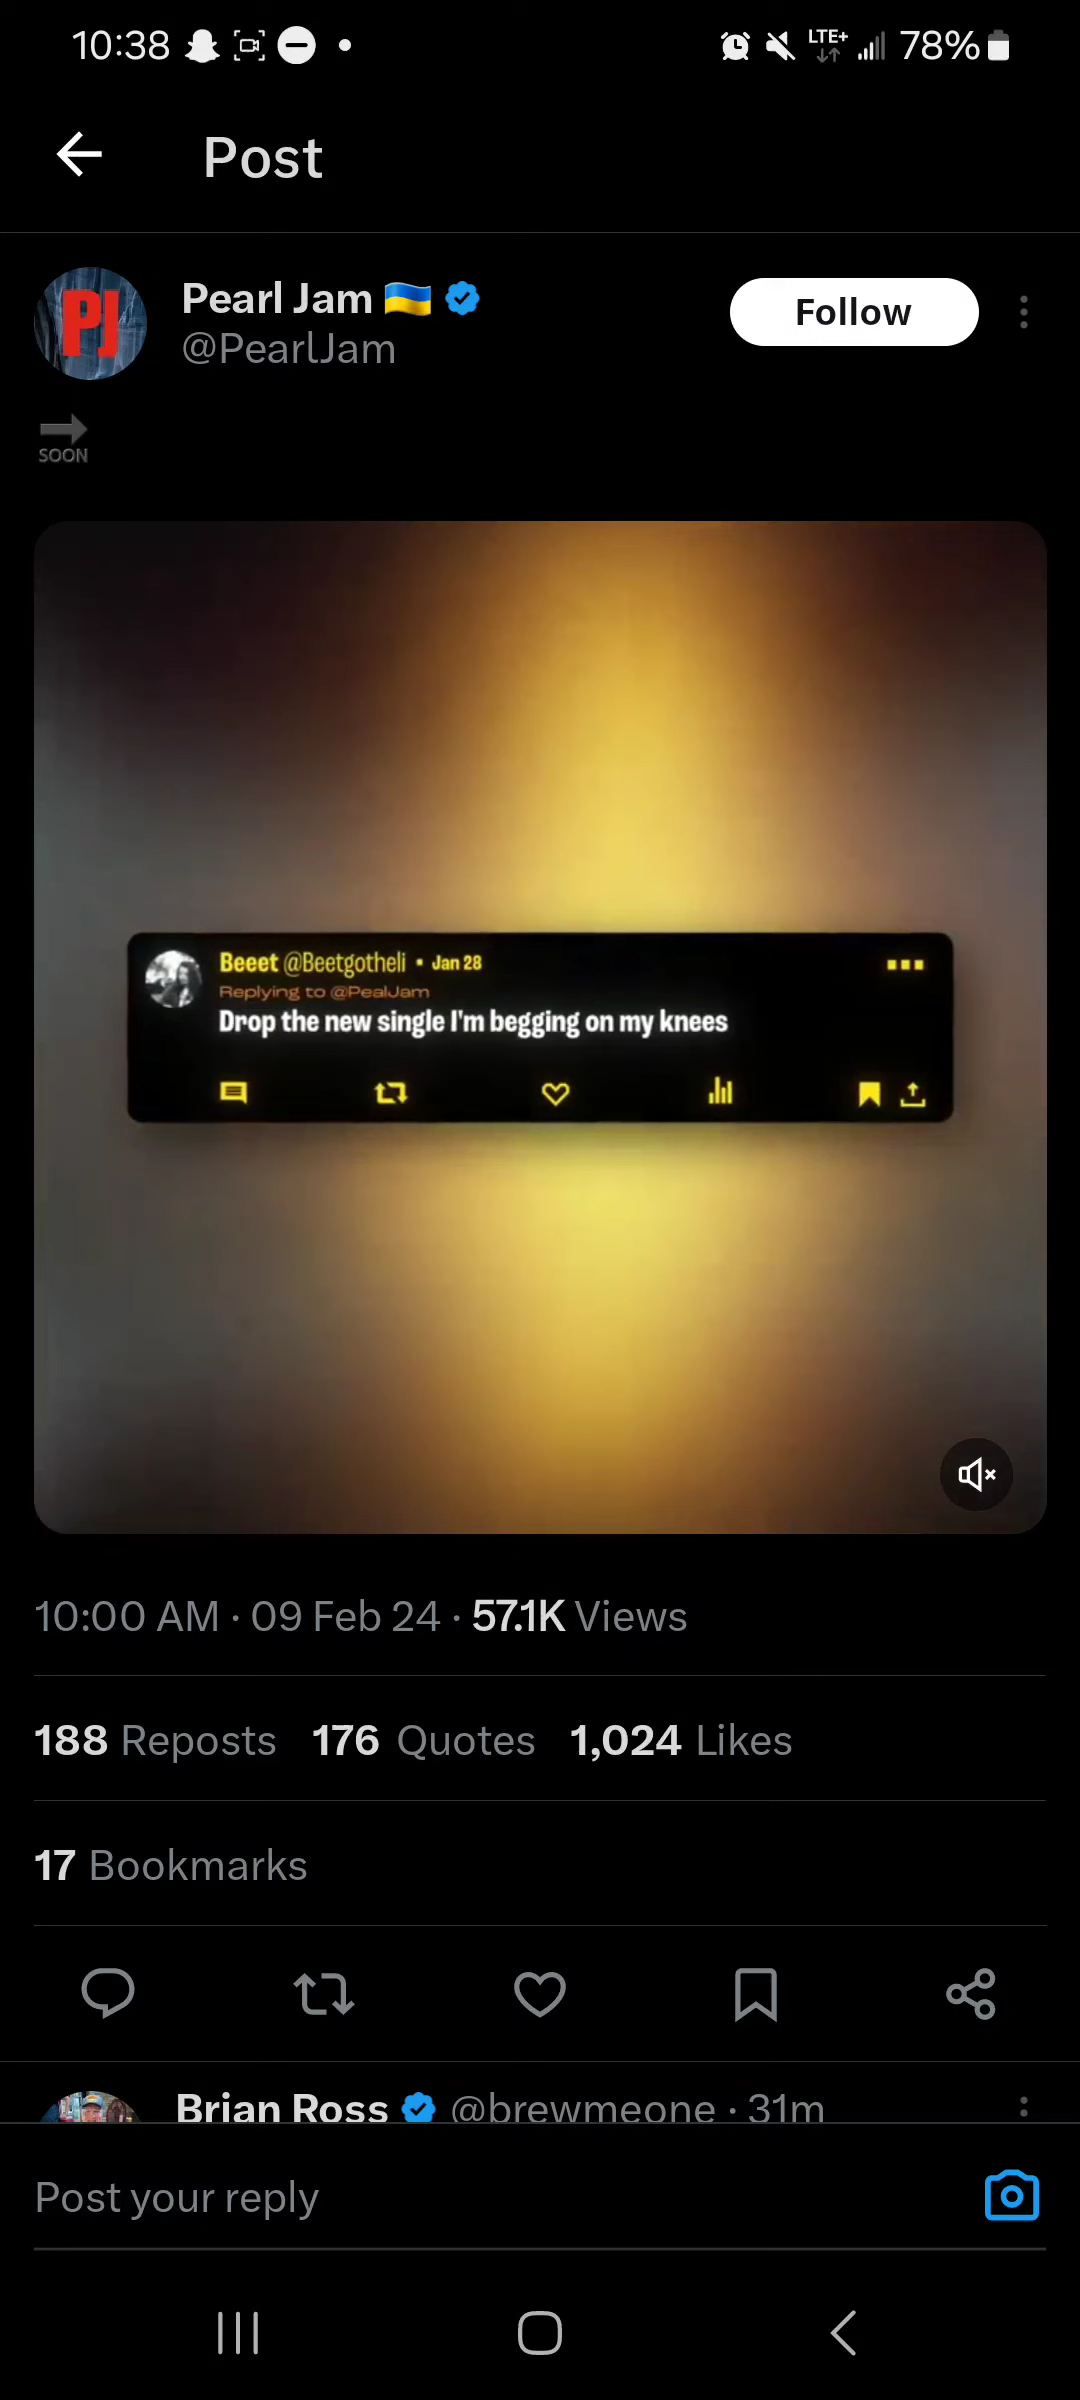 10:38 LTE+ 78%
Post
PJ
Pearl Jam
@PearlJam
Follow
SOON
Beeet @Beetgotheli • Jan 28
Replying to @PealJam
Drop the new single I'm begging on my knees
10:00 AM · 09 Feb 24 · 57.1K Views
188 Reposts 176 Quotes 1,024 Likes
17 Bookmarks
Brian Ross @brewmeone · 31m
Post your reply